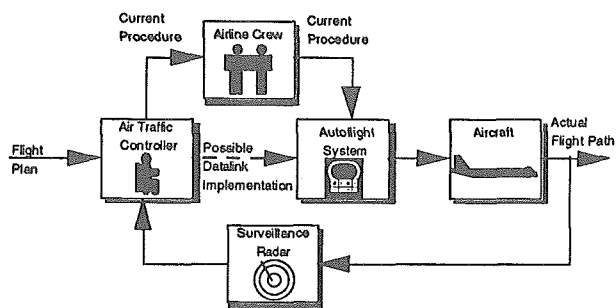 Current
Procedure
Airline Crew
Current
Procedure
Flight
Plan
Air Traffic
Controller
Possible
Datalink
Implementation
Autoflight
System
Aircraft
Actual
Flight Path
Surveillance
Radar